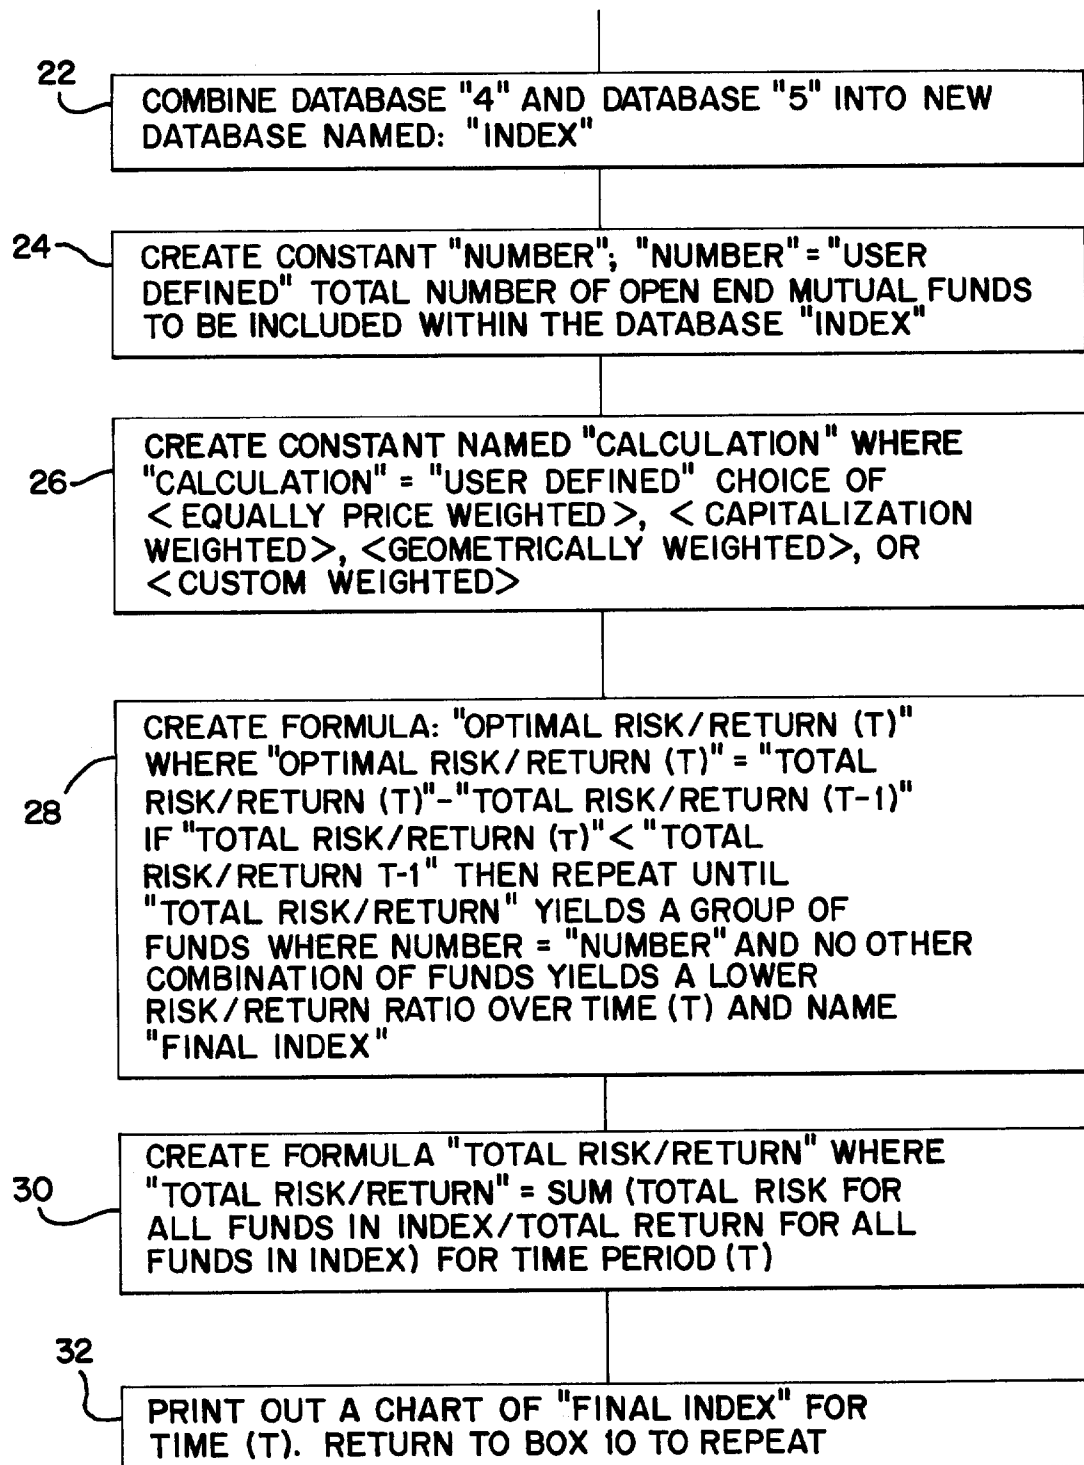 22
COMBINE DATABASE "4" AND DATABASE "5" INTO NEW
DATABASE NAMED: "INDEX"
24
CREATE CONSTANT "NUMBER"; "NUMBER"="USER
DEFINED" TOTAL NUMBER OF OPEN END MUTUAL FUNDS
TO BE INCLUDED WITHIN THE DATABASE "INDEX"
26
CREATE CONSTANT NAMED "CALCULATION" WHERE
"CALCULATION" = "USER DEFINED" CHOICE OF
<EQUALLY PRICE WEIGHTED>, <CAPITALIZATION
WEIGHTED>, <GEOMETRICALLY WEIGHTED>, OR
<CUSTOM WEIGHTED>
28
CREATE FORMULA: "OPTIMAL RISK/RETURN (T)"
WHERE "OPTIMAL RISK/RETURN (T)" = "TOTAL
RISK/RETURN (T)"-"TOTAL RISK/RETURN (T-1)"
IF "TOTAL RISK/RETURN (T)"< "TOTAL
RISK/RETURN T-1" THEN REPEAT UNTIL
"TOTAL RISK/RETURN" YIELDS A GROUP OF
FUNDS WHERE NUMBER = "NUMBER" AND NO OTHER
COMBINATION OF FUNDS YIELDS A LOWER
RISK/RETURN RATIO OVER TIME (T) AND NAME
"FINAL INDEX"
30
CREATE FORMULA "TOTAL RISK/RETURN" WHERE
"TOTAL RISK/RETURN" = SUM (TOTAL RISK FOR
ALL FUNDS IN INDEX/TOTAL RETURN FOR ALL
FUNDS IN INDEX) FOR TIME PERIOD (T)
32
PRINT OUT A CHART OF "FINAL INDEX" FOR
TIME (T). RETURN TO BOX 10 TO REPEAT